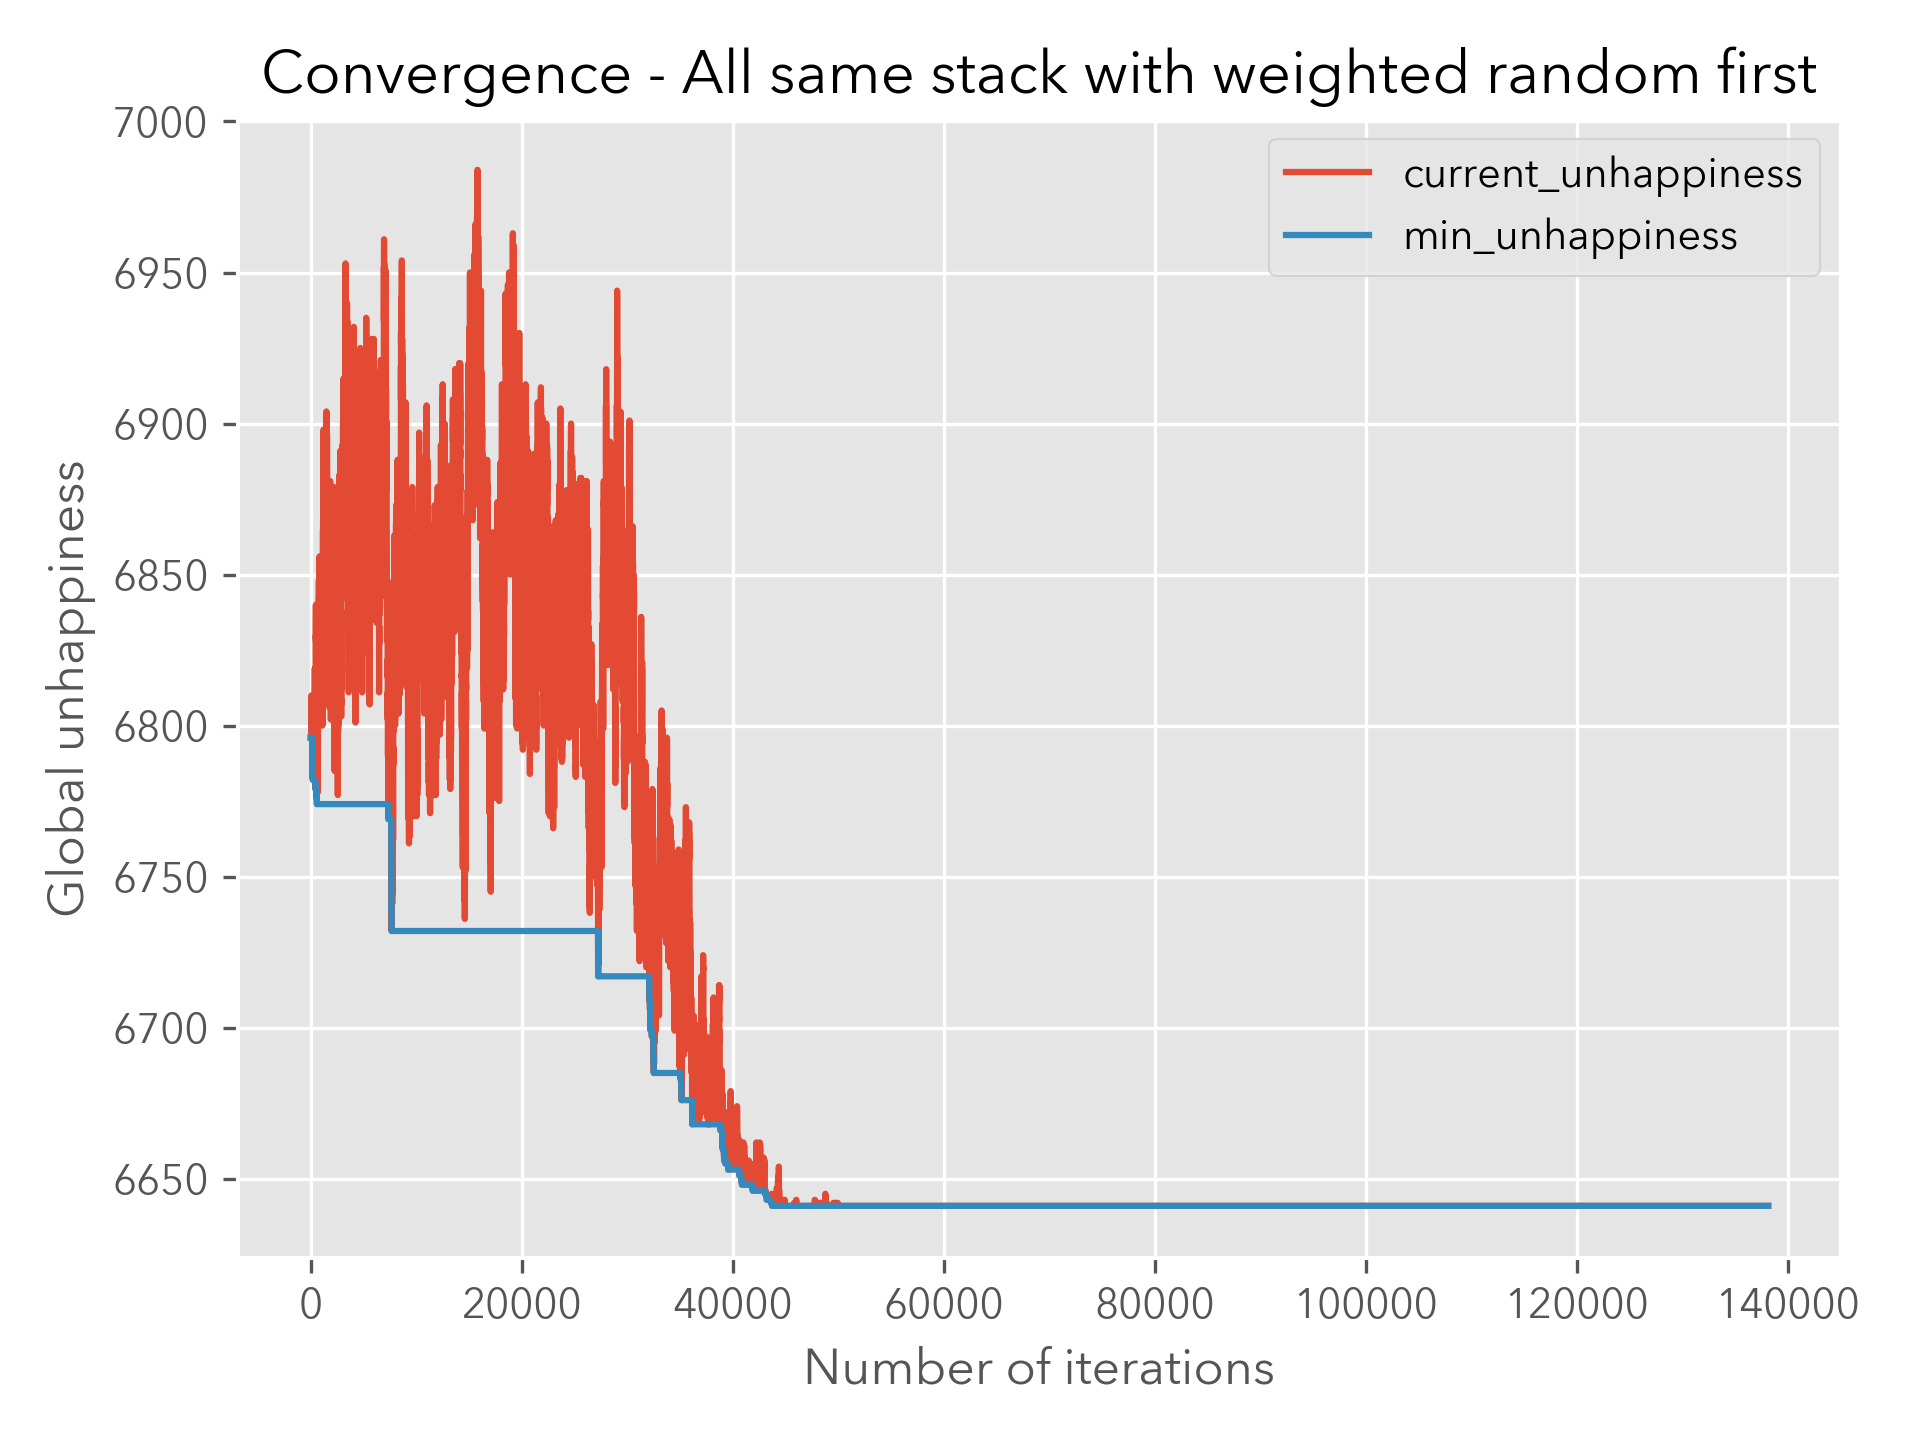 Convergence - All same stack with weighted random first
7000
6950
6900
6850
6800
6750
6700
6650
Global unhappiness
current_unhappiness
min_unhappiness
0 20000 40000 60000 80000 100000 120000 140000
Number of iterations